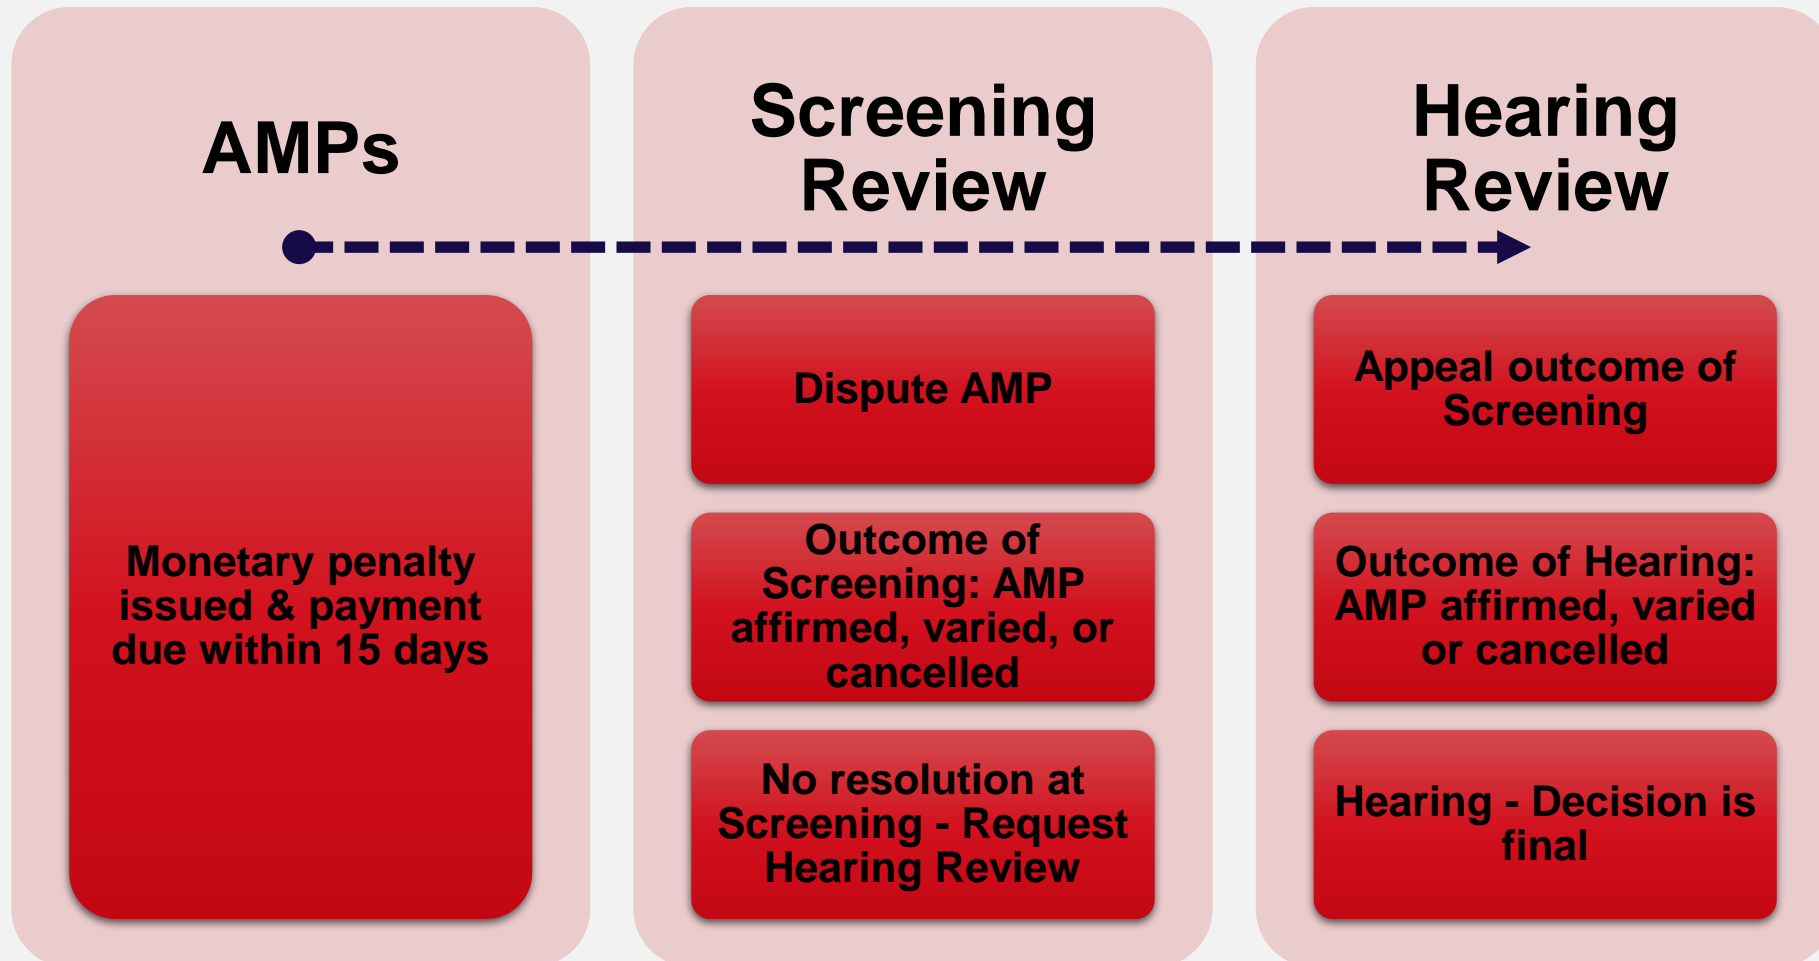 AMPs
Monetary penalty
issued & payment
due within 15 days
Screening
Review
Dispute AMP
Outcome of
Screening: AMP
affirmed, varied, or
cancelled
No resolution at
Screening - Request
Hearing Review
Hearing
Review
Appeal outcome of
Screening
Outcome of Hearing:
AMP affirmed, varied
or cancelled
Hearing - Decision is
final